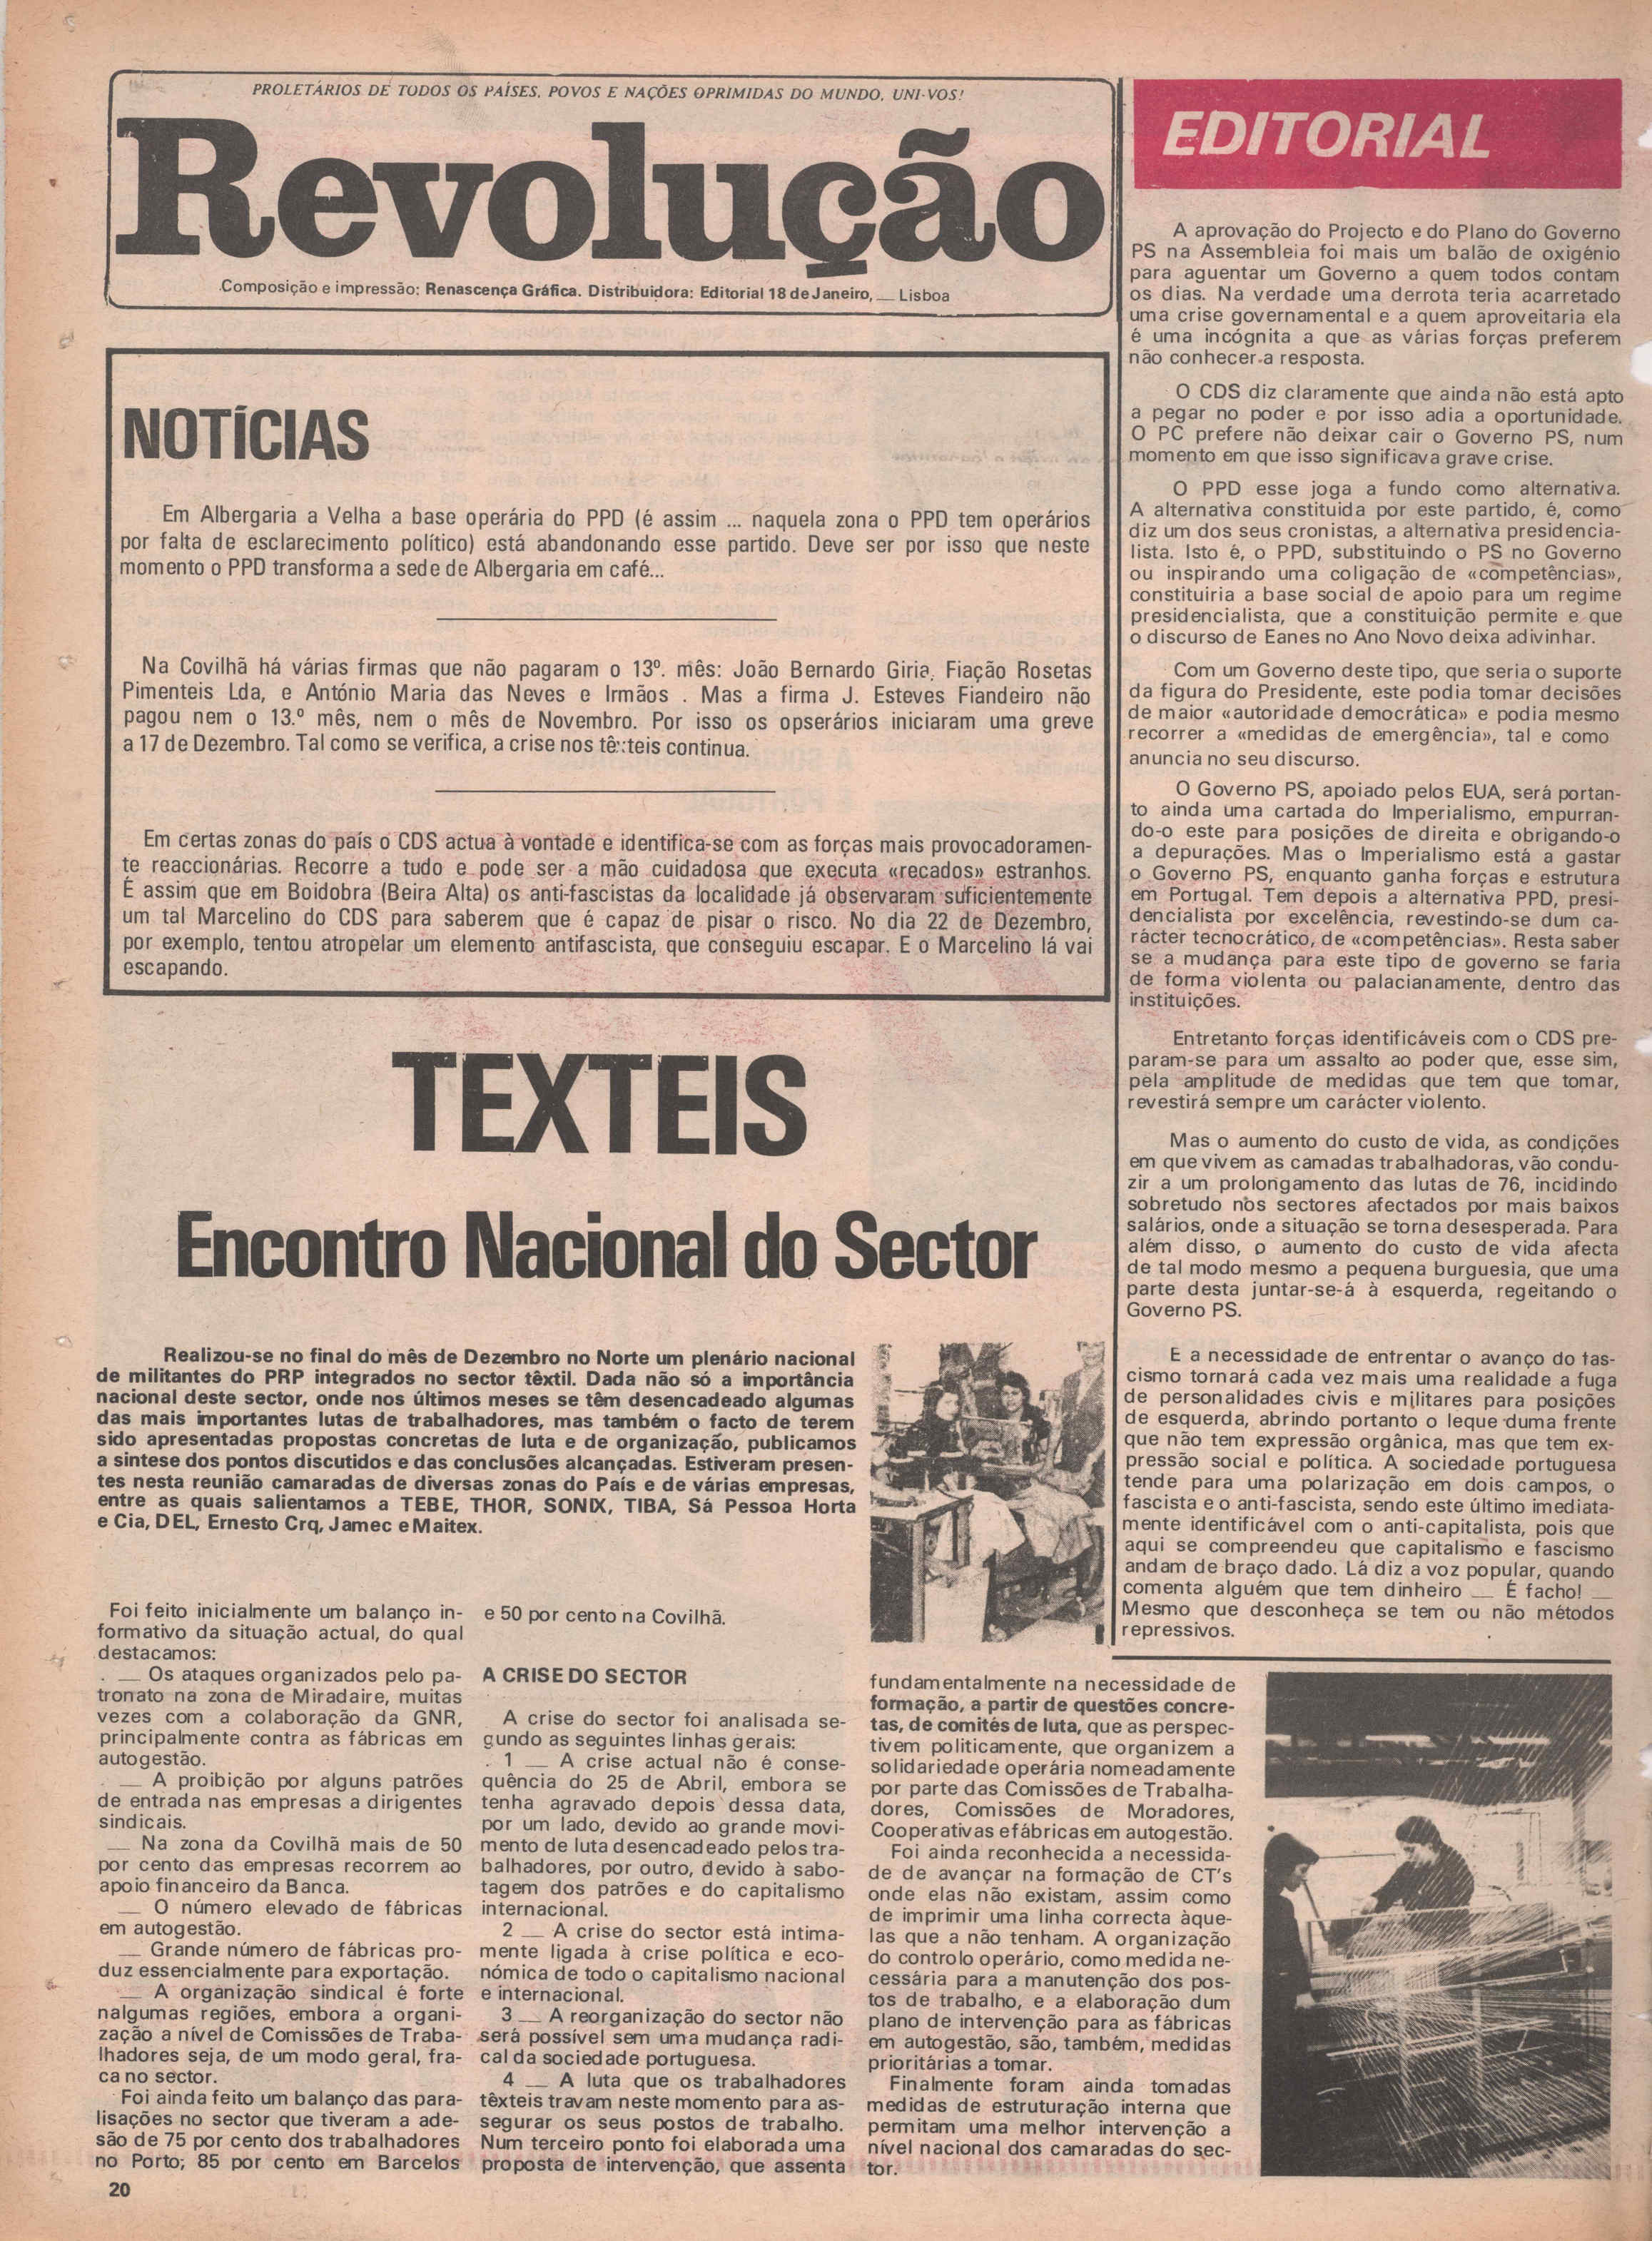 PROLETÁRIOS DE TODOS OS PAÍSES, POVOS E NAÇÕES OPRIMIDAS DO MUNDO, UNI-VOS!
Revolução
Composição e impressão: Renascença Gráfica. Distribuidora: Editorial 18 de Janeiro, __ Lisboa
NOTÍCIAS
Em Albergaria a Velha a base operária do PPD (é assim ... naquela zona o PPD tem operários
por falta de esclarecimento político) está abandonando esse partido. Deve ser por isso que neste
momento o PPD transforma a sede de Albergaria em café...
Na Covilhã há várias firmas que não pagaram o 13º. mês: João Bernardo Giria, Fiação Rosetas
Pimenteis Lda, e António Maria das Neves e Irmãos . Mas a firma J. Esteves Fiandeiro não
pagou nem o 13.º mês, nem o mês de Novembro. Por isso os opserários iniciaram uma greve
a 17 de Dezembro. Tal como se verifica, a crise nos têxteis continua.
Em certas zonas do país o CDS actua à vontade e identifica-se com as forças mais provocadoramen-
te reaccionárias. Recorre a tudo e pode ser a mão cuidadosa que executa «recados» estranhos.
É assim que em Boidobra (Beira Alta) os anti-fascistas da localidade já observaram suficientemente
um tal Marcelino do CDS para saberem que é capaz de pisar o risco. No dia 22 de Dezembro,
por exemplo, tentou atropelar um elemento antifascista, que conseguiu escapar. E o Marcelino lá vai
escapando.
TEXTEIS
Encontro Nacional do Sector
Realizou-se no final do mês de Dezembro no Norte um plenário nacional
de militantes do PRP integrados no sector têxtil. Dada não só a importância
nacional deste sector, onde nos últimos meses se têm desencadeado algumas
das mais importantes lutas de trabalhadores, mas também o facto de terem
sido apresentadas propostas concretas de luta e de organização, publicamos
a sintese dos pontos discutidos e das conclusões alcançadas. Estiveram presen-
tes nesta reunião camaradas de diversas zonas do País e de várias empresas,
entre as quais salientamos a TEBE, THOR, SONIX, TIBA, Sá Pessoa Horta
e Cia, DEL, Ernesto Crq, Jamec e Maitex.
Foi feito inicialmente um balanço in-
formativo da situação actual, do qual
destacamos:
__ Os ataques organizados pelo pa-
tronato na zona de Miradaire, muitas
vezes com a colaboração da GNR,
principalmente contra as fábricas em
autogestão.
__ A proibição por alguns patrões
de entrada nas empresas a dirigentes
sindicais.
__ Na zona da Covilhã mais de 50
por cento das empresas recorrem ao
apoio financeiro da Banca.
__ O número elevado de fábricas
em autogestão.
__ Grande número de fábricas pro-
duz essencialmente para exportação.
__ A organização sindical é forte
nalgumas regiões, embora a organi-
zação a nível de Comissões de Traba-
lhadores seja, de um modo geral, fra-
ca no sector.
Foi ainda feito um balanço das para-
lisações no sector que tiveram a ade-
são de 75 por cento dos trabalhadores
no Porto; 85 por cento em Barcelos
e 50 por cento na Covilhã.
A CRISE DO SECTOR
A crise do sector foi analisada se-
gundo as seguintes linhas gerais:
1 __ A crise actual não é conse-
quência do 25 de Abril, embora se
tenha agravado depois dessa data,
por um lado, devido ao grande movi-
mento de luta desencadeado pelos tra-
balhadores, por outro, devido à sabo-
tagem dos patrões e do capitalismo
internacional.
2 __ A crise do sector está intima-
mente ligada à crise política e eco-
nómica de todo o capitalismo nacional
e internacional.
3 __ A reorganização do sector não
será possível sem uma mudança radi-
cal da sociedade portuguesa.
4 __ A luta que os trabalhadores
têxteis travam neste momento para as-
segurar os seus postos de trabalho.
Num terceiro ponto foi elaborada uma
proposta de intervenção, que assenta
fundamentalmente na necessidade de
formação, a partir de questões concre-
tas, de comités de luta, que as perspec-
tivem politicamente, que organizem a
solidariedade operária nomeadamente
por parte das Comissões de Trabalha-
dores, Comissões de Moradores,
Cooperativas e fábricas em autogestão.
Foi ainda reconhecida a necessida-
de de avançar na formação de CT's
onde elas não existam, assim como
de imprimir uma linha correcta àque-
las que a não tenham. A organização
do controlo operário, como medida ne-
cessária para a manutenção dos pos-
tos de trabalho, e a elaboração dum
plano de intervenção para as fábricas
em autogestão, são, também, medidas
prioritárias a tomar.
Finalmente foram ainda tomadas
medidas de estruturação interna que
permitam uma melhor intervenção a
nível nacional dos camaradas do sec-
tor.
20
EDITORIAL
A aprovação do Projecto e do Plano do Governo
PS na Assembleia foi mais um balão de oxigénio
para aguentar um Governo a quem todos contam
os dias. Na verdade uma derrota teria acarretado
uma crise governamental e a quem aproveitaria ela
é uma incógnita a que as várias forças preferem
não conhecer a resposta.
O CDS diz claramente que ainda não está apto
a pegar no poder e por isso adia a oportunidade.
O PC prefere não deixar cair o Governo PS, num
momento em que isso significava grave crise.
O PPD esse joga a fundo como alternativa.
A alternativa constituida por este partido, é, como
diz um dos seus cronistas, a alternativa presidencia-
lista. Isto é, o PPD, substituindo o PS no Governo
ou inspirando uma coligação de «competências»,
constituiria a base social de apoio para um regime
presidencialista, que a constituição permite e que
o discurso de Eanes no Ano Novo deixa adivinhar.
Com um Governo deste tipo, que seria o suporte
da figura do Presidente, este podia tomar decisões
de maior «autoridade democrática» e podia mesmo
recorrer a «medidas de emergência», tal e como
anuncia no seu discurso.
O Governo PS, apoiado pelos EUA, será portan-
to ainda uma cartada do Imperialismo, empurran-
do-o este para posições de direita e obrigando-o
a depurações. Mas o Imperialismo está a gastar
o Governo PS, enquanto ganha forças e estrutura
em Portugal. Tem depois a alternativa PPD, presi-
dencialista por excelência, revestindo-se dum ca-
rácter tecnocrático, de «competências». Resta saber
se a mudança para este tipo de governo se faria
de forma violenta ou palacianamente, dentro das
instituições.
Entretanto forças identificáveis com o CDS pre-
param-se para um assalto ao poder que, esse sim,
pela amplitude de medidas que tem que tomar,
revestirá sempre um carácter violento.
Mas o aumento do custo de vida, as condições
em que vivem as camadas trabalhadoras, vão condu-
zir a um prolongamento das lutas de 76, incidindo
sobretudo nos sectores afectados por mais baixos
salários, onde a situação se torna desesperada. Para
além disso, o aumento do custo de vida afecta
de tal modo mesmo a pequena burguesia, que uma
parte desta juntar-se-á à esquerda, regeitando o
Governo PS.
E a necessidade de enfrentar o avanço do fas-
cismo tornará cada vez mais uma realidade a fuga
de personalidades civis e militares para posições
de esquerda, abrindo portanto o leque duma frente
que não tem expressão orgânica, mas que tem ex-
pressão social e política. A sociedade portuguesa
tende para uma polarização em dois campos, o
fascista e o anti-fascista, sendo este último imediata-
mente identificável com o anti-capitalista, pois que
aqui se compreendeu que capitalismo e fascismo
andam de braço dado. Lá diz a voz popular, quando
comenta alguém que tem dinheiro __ É facho! __
Mesmo que desconheça se tem ou não métodos
repressivos.